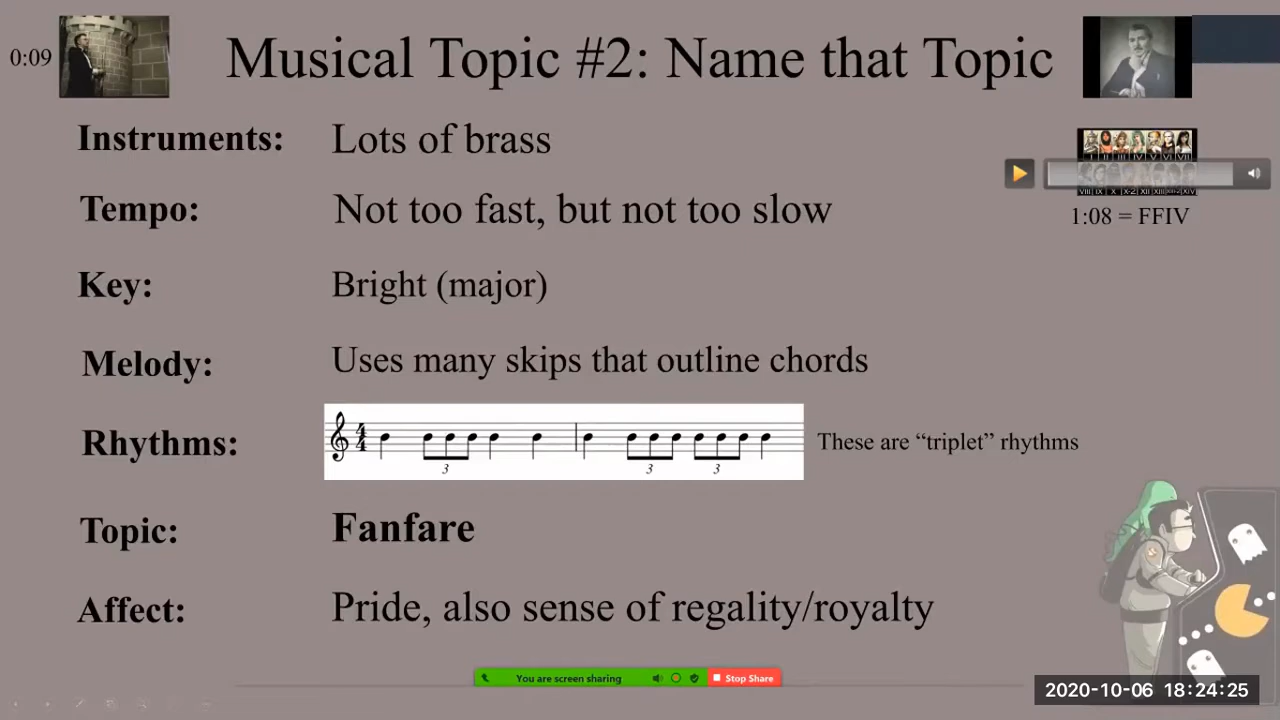 0:09
Musical Topic #2: Name that Topic
Instruments: Lots of brass
Tempo: Not too fast, but not too slow
1:08 = FFIV
Key: Bright (major)
Melody: Uses many skips that outline chords
Rhythms: 4 4 3 3 3 These are “triplet” rhythms
Topic: Fanfare
Affect: Pride, also sense of regality/royalty
You are screen sharing Stop Share
2020-10-06 18:24:25